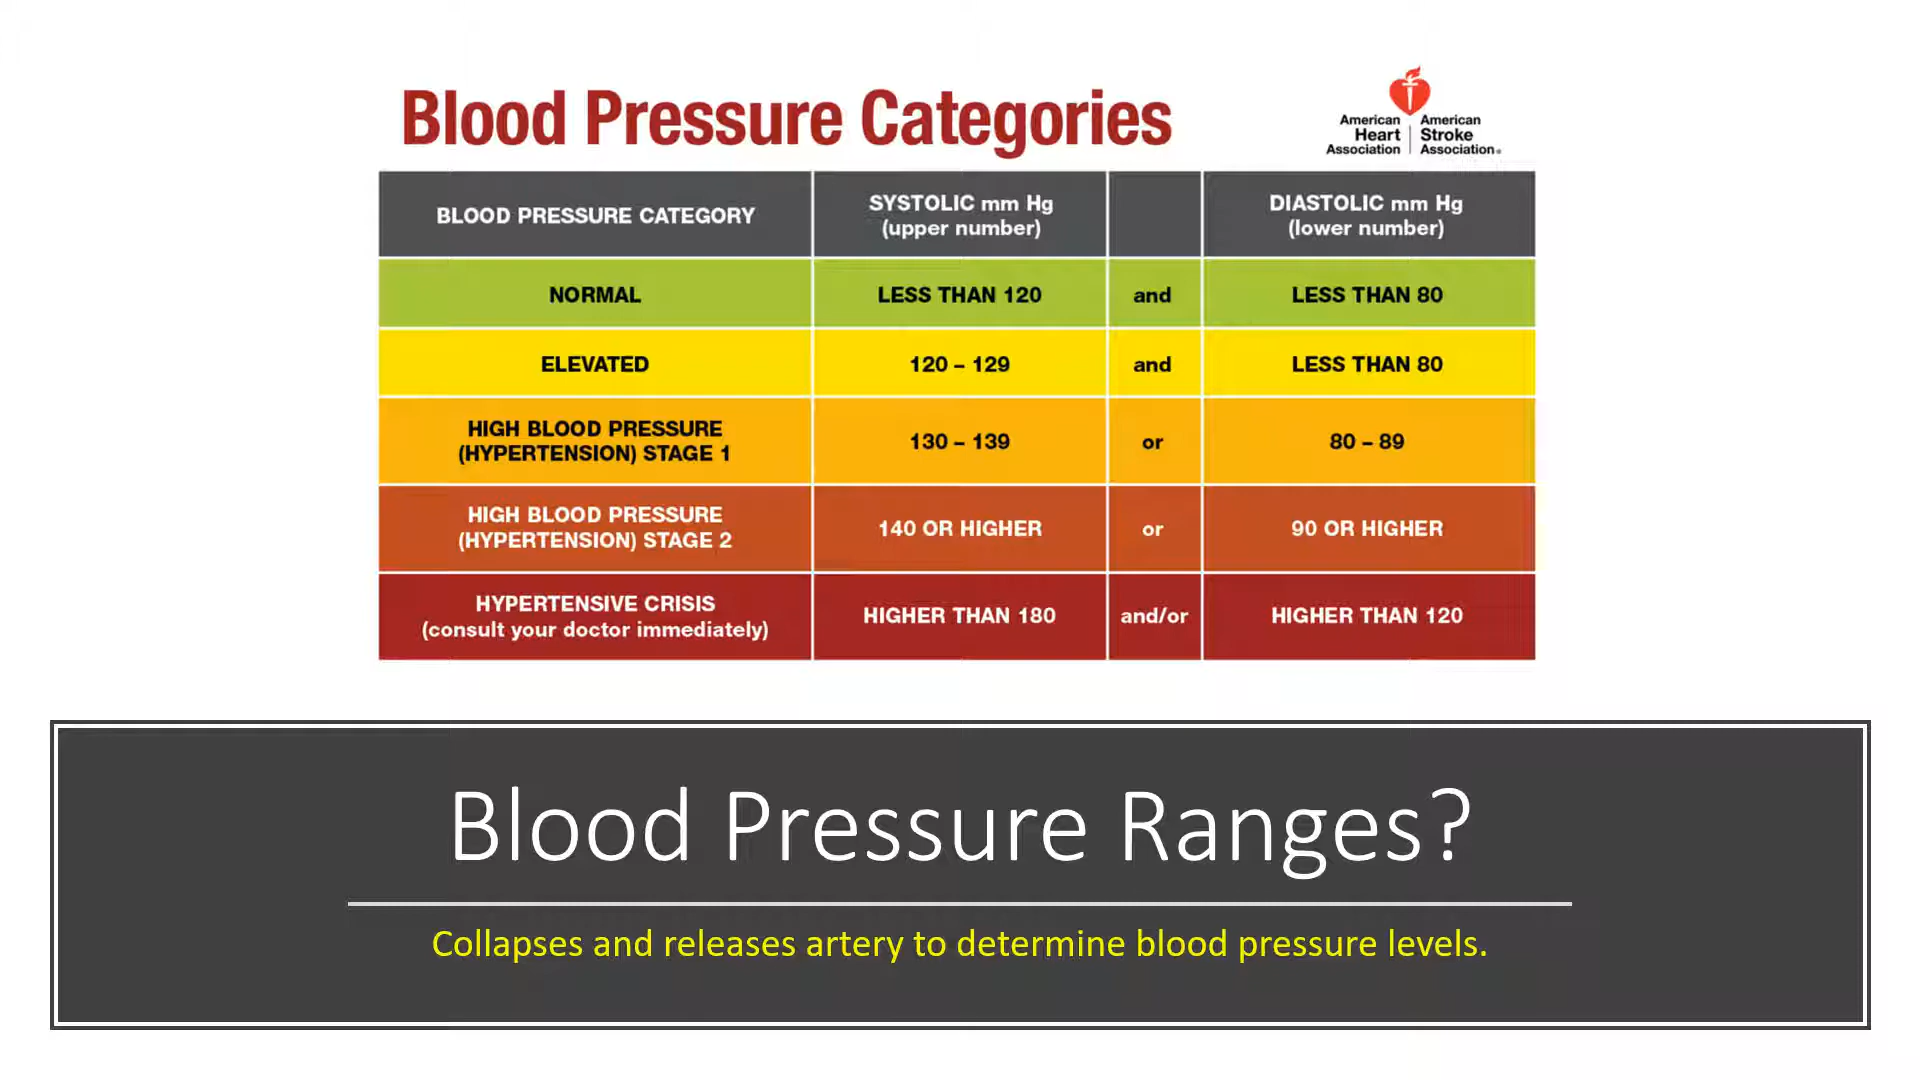 Blood Pressure Categories
American Heart Association
American Stroke Association®
BLOOD PRESSURE CATEGORY
SYSTOLIC mm Hg
(upper number)
DIASTOLIC mm Hg
(lower number)
NORMAL
LESS THAN 120
and
LESS THAN 80
ELEVATED
120 – 129
and
LESS THAN 80
HIGH BLOOD PRESSURE
(HYPERTENSION) STAGE 1
130 – 139
or
80 – 89
HIGH BLOOD PRESSURE
(HYPERTENSION) STAGE 2
140 OR HIGHER
or
90 OR HIGHER
HYPERTENSIVE CRISIS
(consult your doctor immediately)
HIGHER THAN 180
and/or
HIGHER THAN 120
Blood Pressure Ranges?
Collapses and releases artery to determine blood pressure levels.